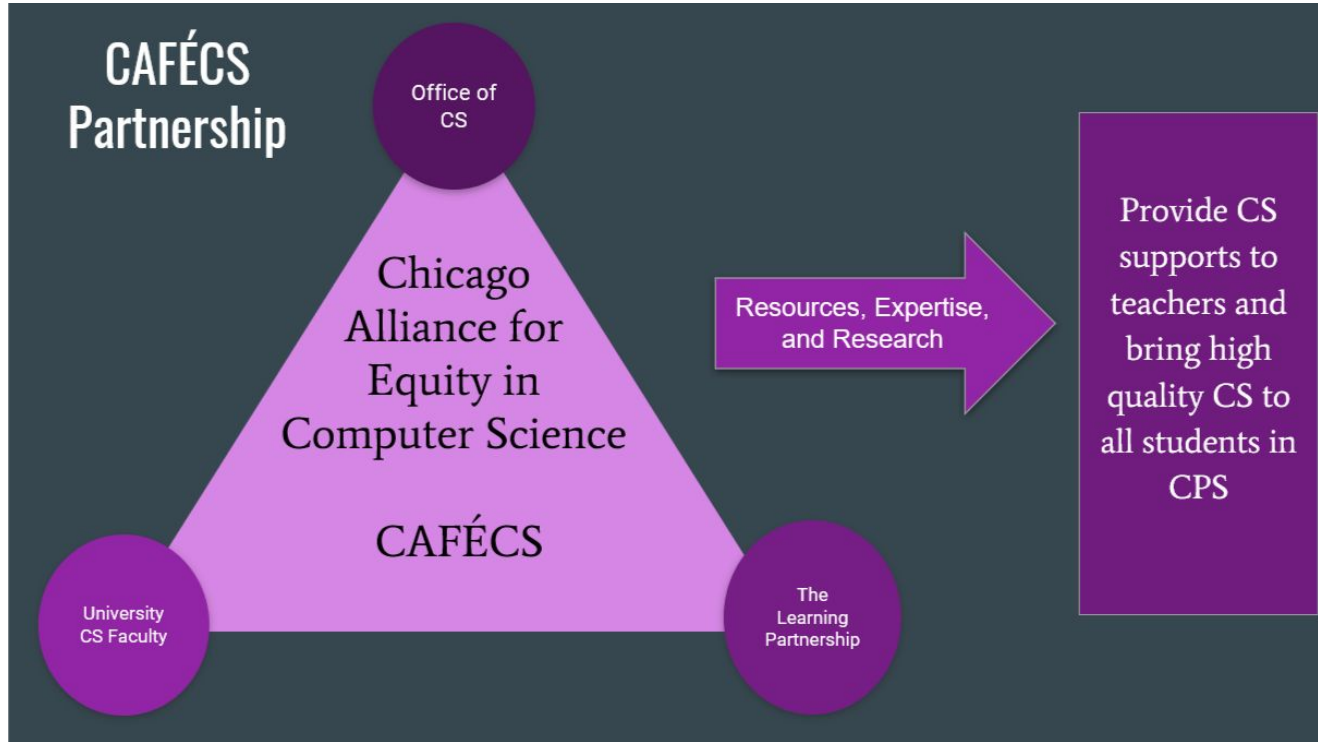 CAFÉCS
Partnership
Office of
CS
Chicago
Alliance for
Equity in
Computer Science
CAFÉCS
University
CS Faculty
The
Learning
Partnership
Resources, Expertise,
and Research
Provide CS
supports to
teachers and
bring high
quality CS to
all students in
CPS